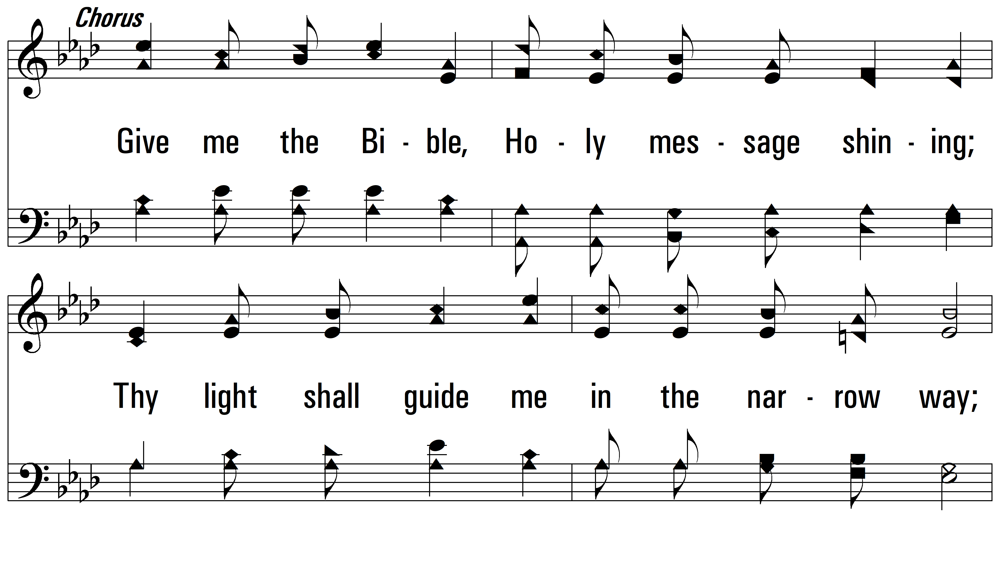 Chorus
Give me the Bi - ble, Ho - ly mes - sage shin - ing;
Thy light shall guide me in the nar - row way;